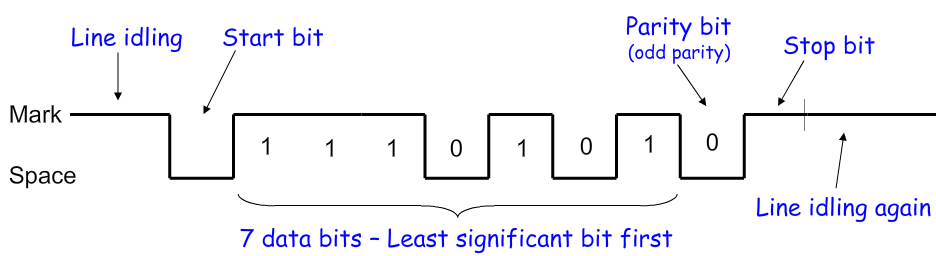 Line idling
Start bit
Parity bit
(odd parity)
Stop bit
Mark
1 1 1 0 1 0 1 0
Space
Line idling again
7 data bits – Least significant bit first